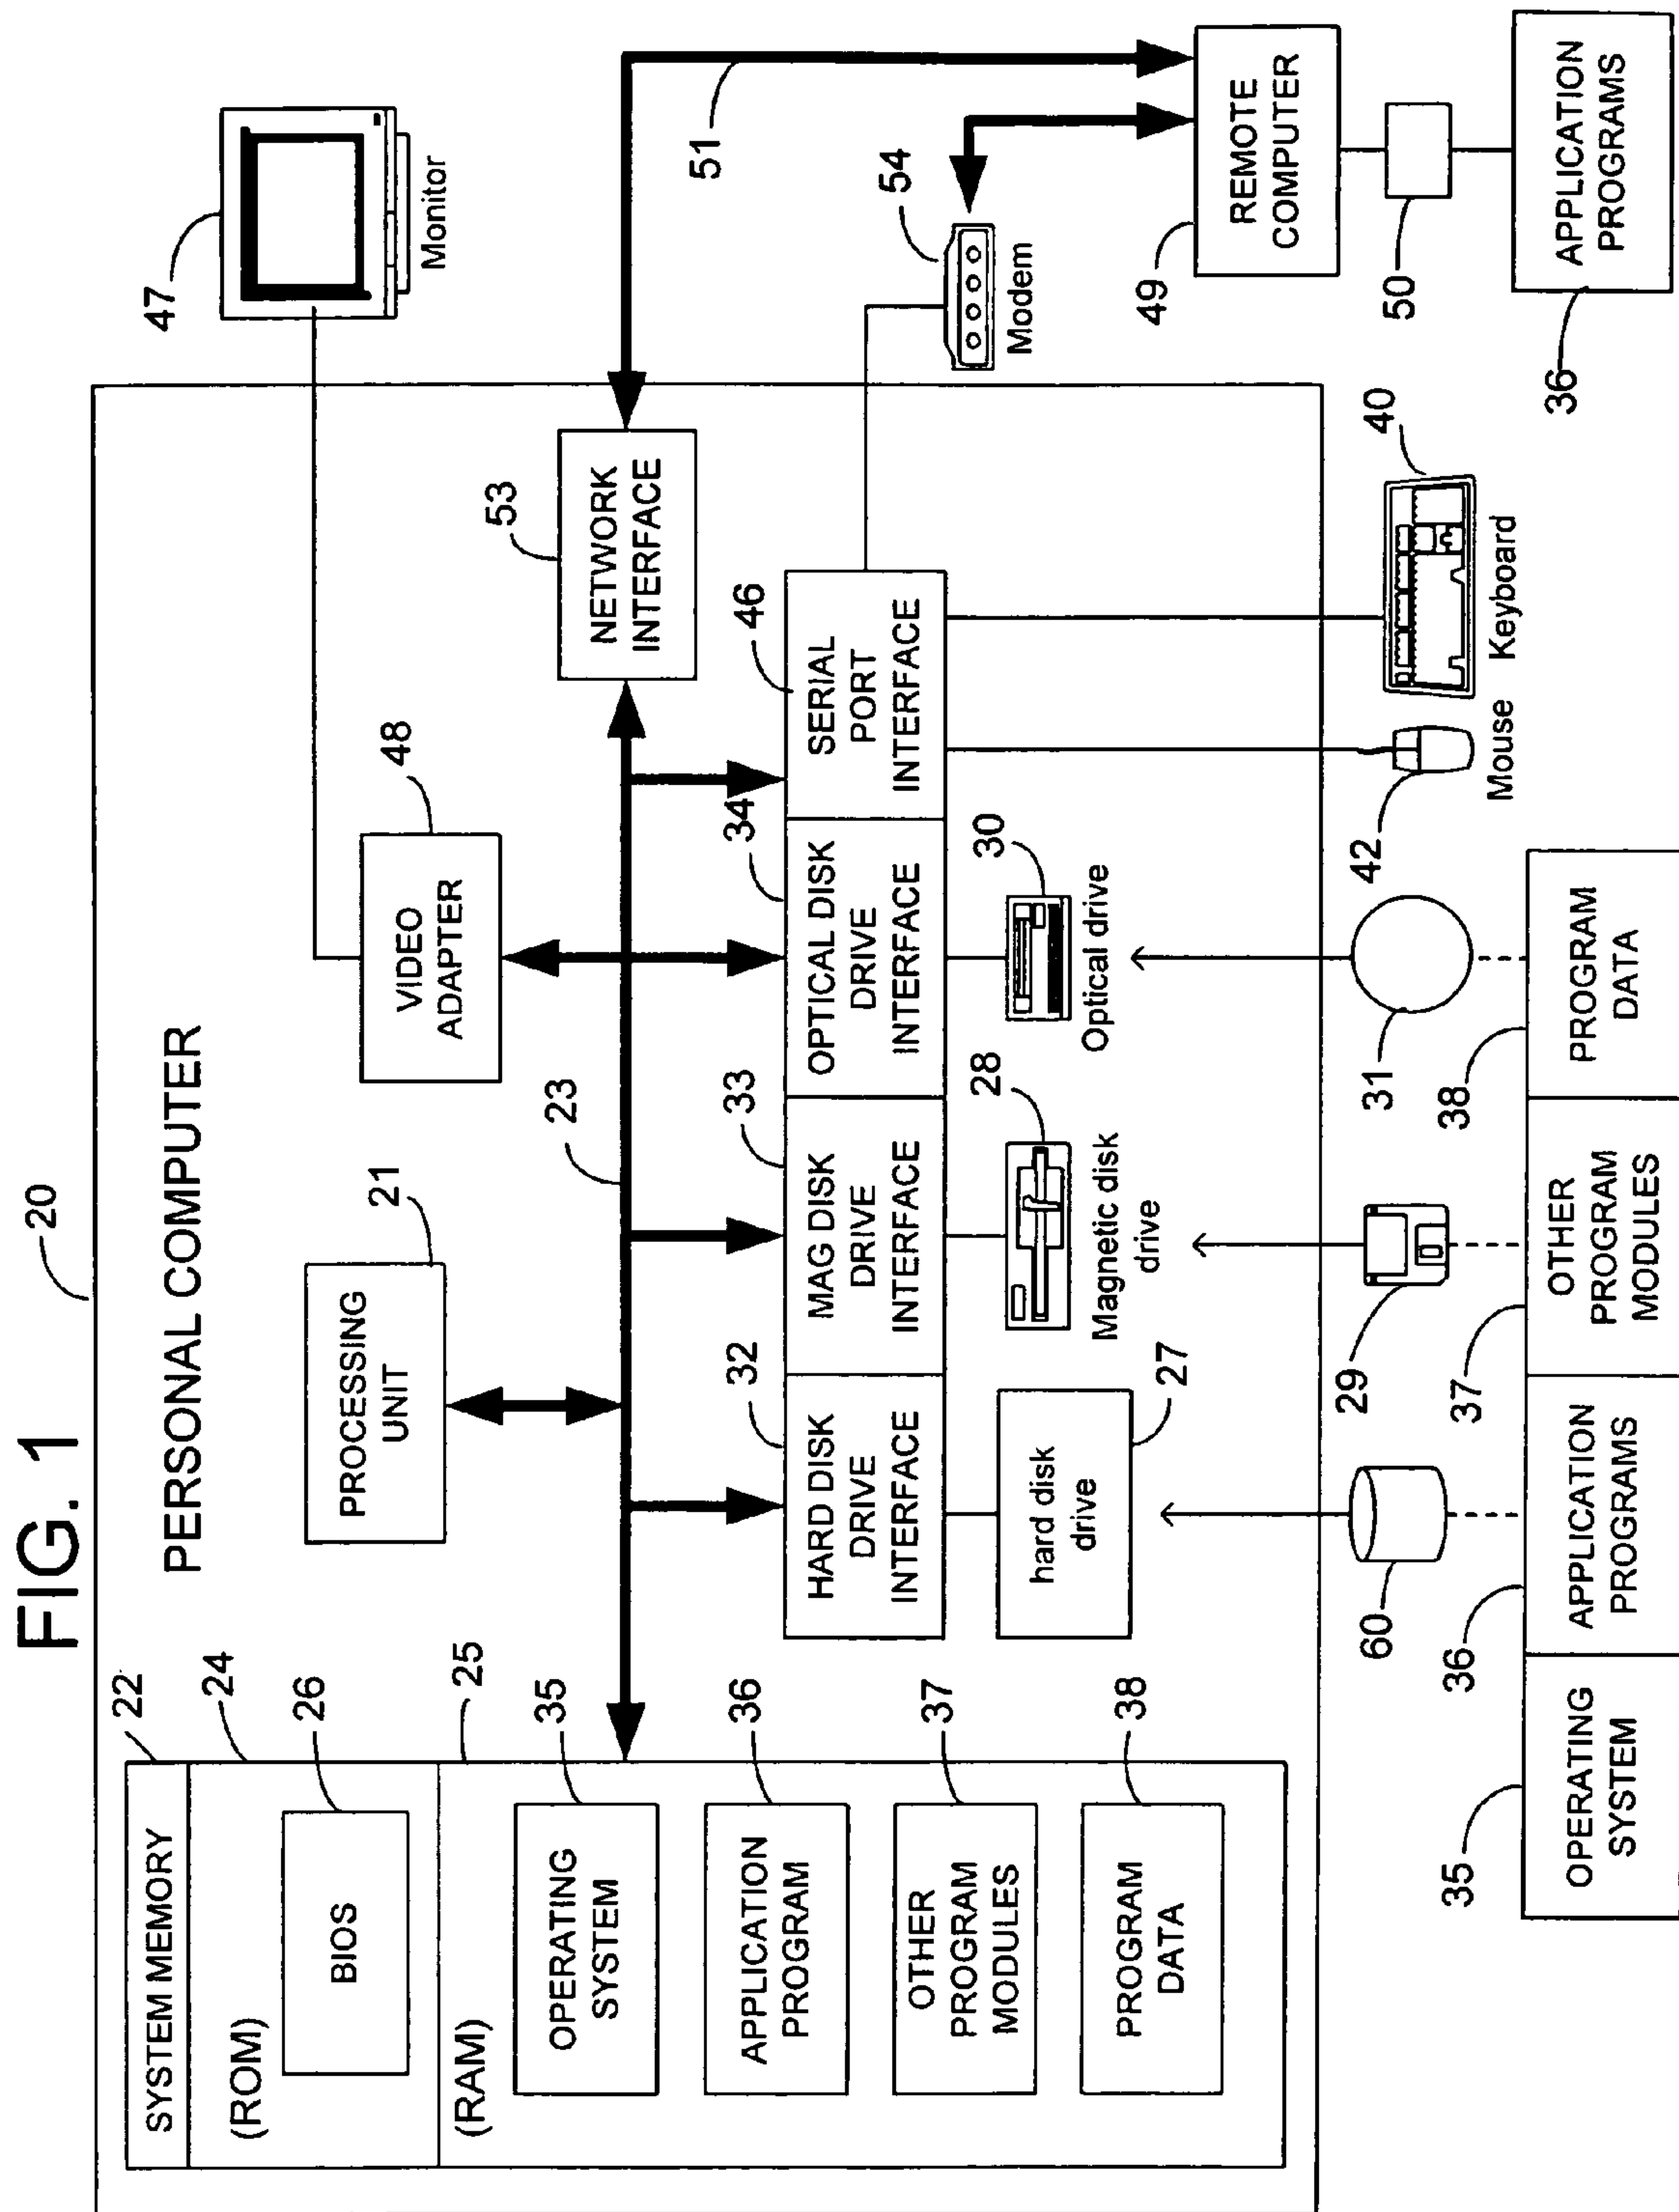 FIG. 1
20
PERSONAL COMPUTER
22
SYSTEM MEMORY
24
(ROM)
26
BIOS
25
(RAM)
35
OPERATING
SYSTEM
36
APPLICATION
PROGRAM
37
OTHER
PROGRAM
MODULES
38
PROGRAM
DATA
21
PROCESSING
UNIT
23
48
VIDEO
ADAPTER
47
Monitor
53
NETWORK
INTERFACE
51
32
HARD DISK
DRIVE
INTERFACE
33
MAG DISK
DRIVE
INTERFACE
34
OPTICAL DISK
DRIVE
INTERFACE
46
SERIAL
PORT
INTERFACE
54
Modem
hard disk
drive
27
28
Magnetic disk
drive
30
Optical drive
49
REMOTE
COMPUTER
50
36
APPLICATION
PROGRAMS
60
29
31
42
Mouse
40
Keyboard
35
OPERATING
SYSTEM
36
APPLICATION
PROGRAMS
37
OTHER
PROGRAM
MODULES
38
PROGRAM
DATA